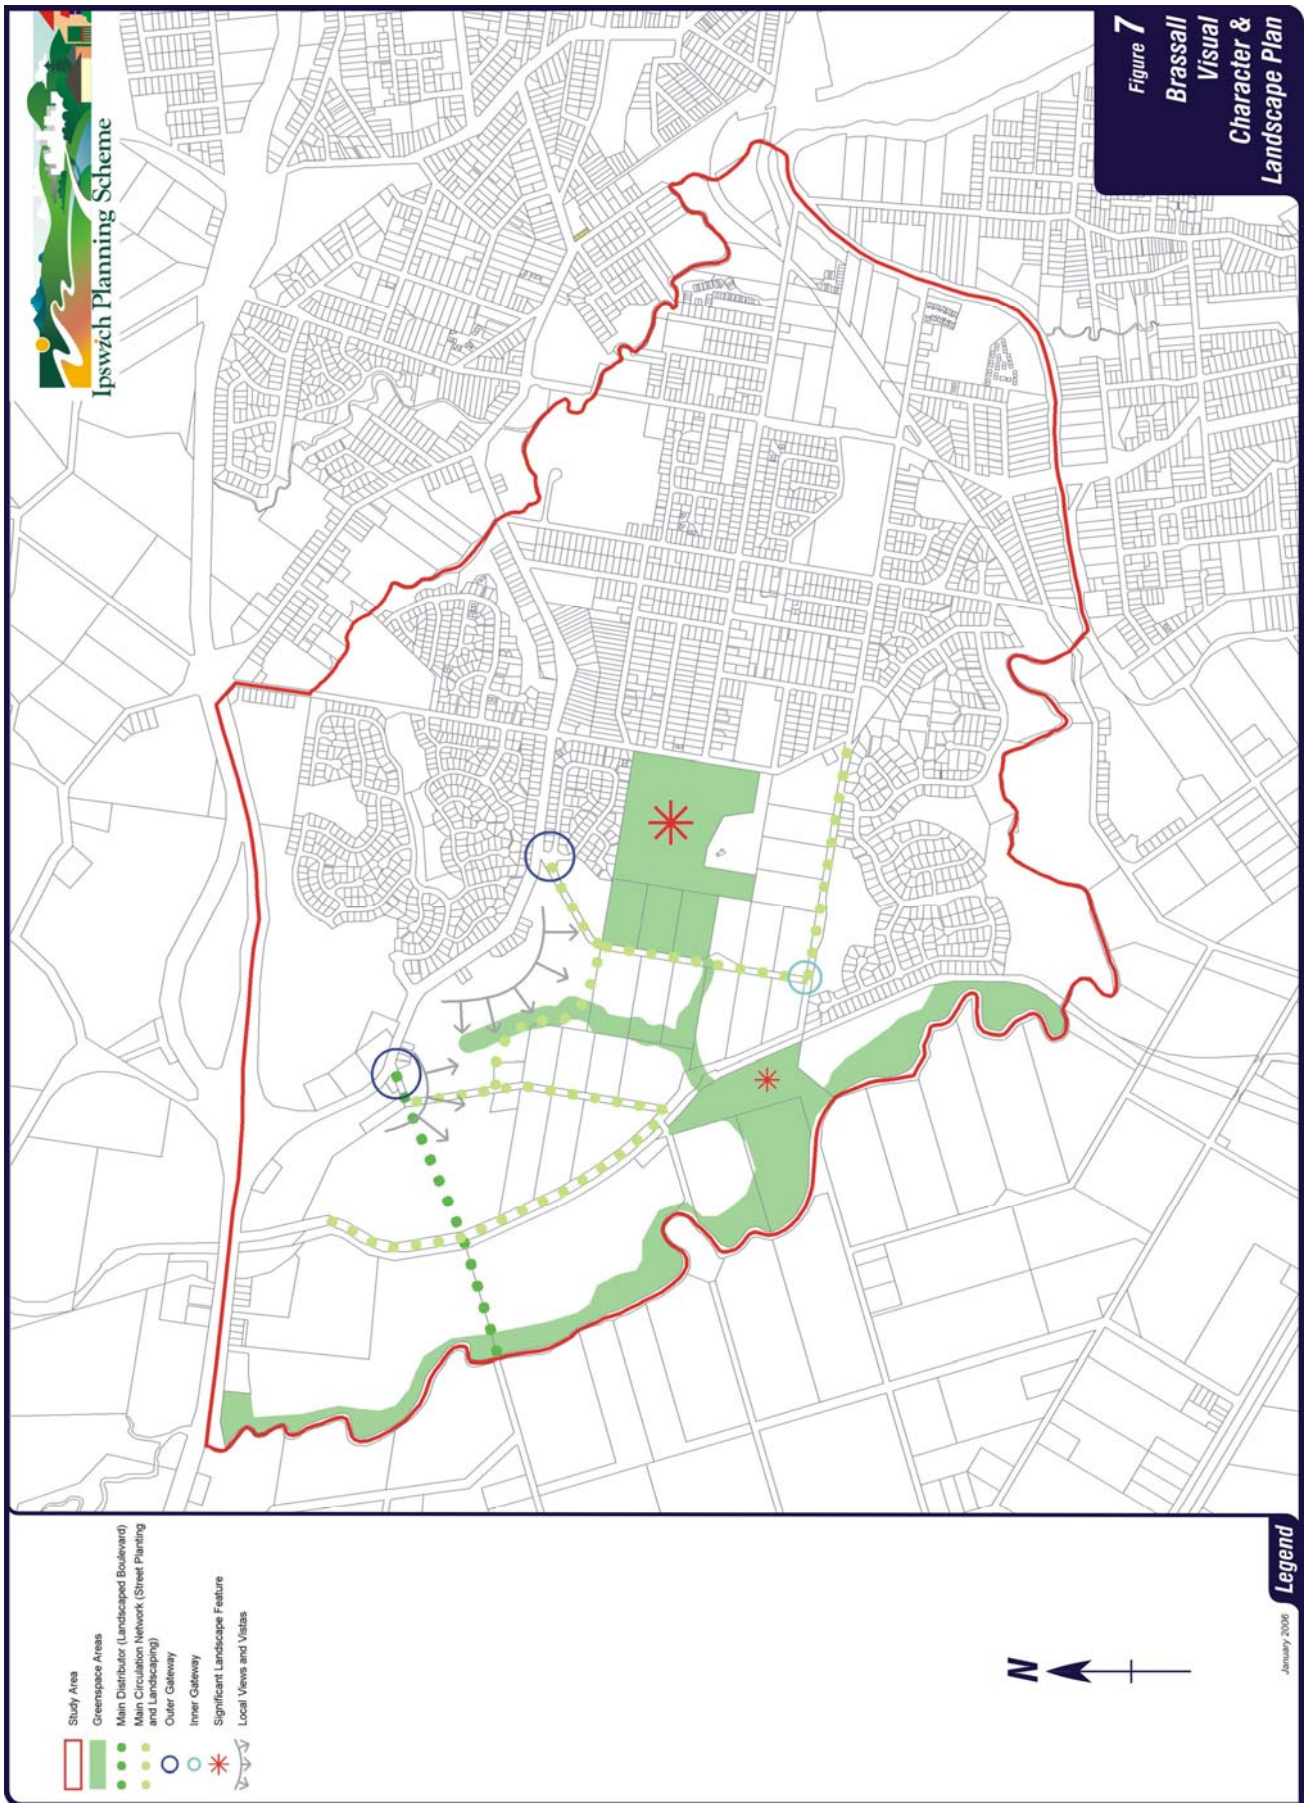 Ipswich Planning Scheme
Figure 7
Brassall
Visual
Character &
Landscape Plan
Study Area
Greenspace Areas
Main Distributor (Landscaped Boulevard)
Main Circulation Network (Street Planting
and Landscaping)
Outer Gateway
Inner Gateway
Significant Landscape Feature
Local Views and Vistas
N
January 2006
Legend